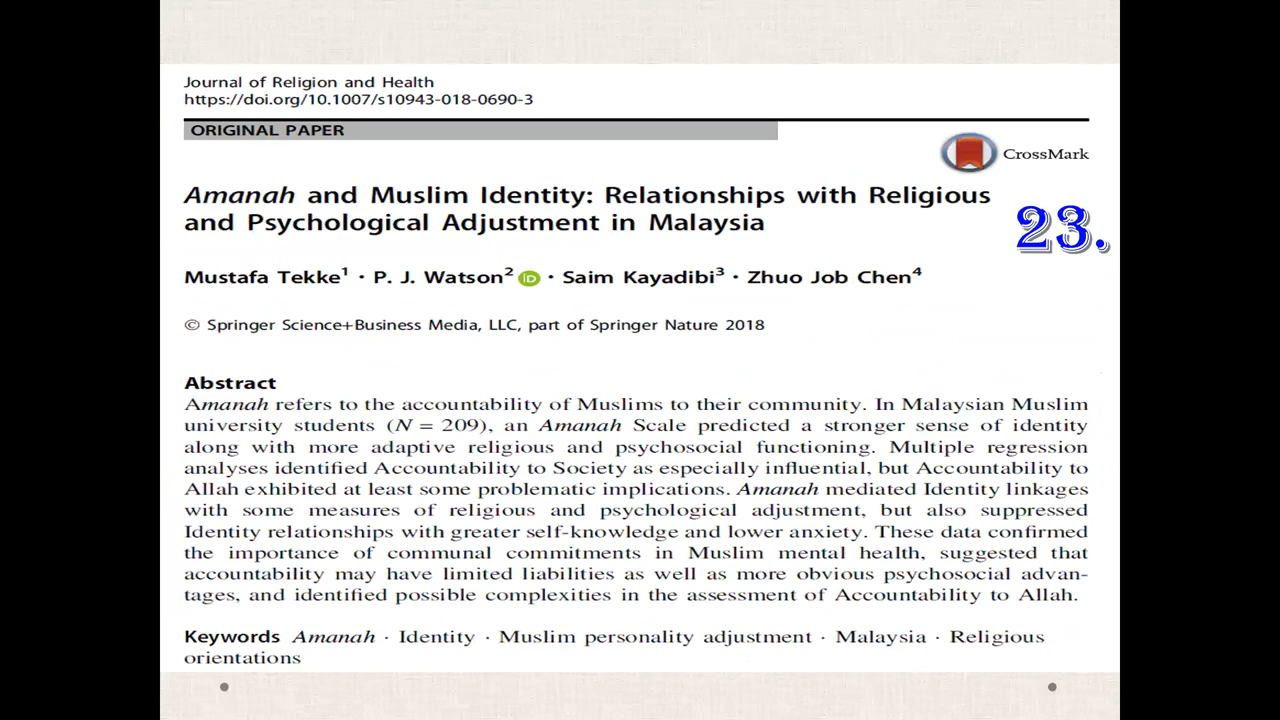 Journal of Religion and Health
https://doi.org/10.1007/s10943-018-0690-3
ORIGINAL PAPER
CrossMark
Amanah and Muslim Identity: Relationships with Religious
and Psychological Adjustment in Malaysia
23.
Mustafa Tekke1 · P. J. Watson2 iD · Saim Kayadibi3 · Zhuo Job Chen4
© Springer Science+Business Media, LLC, part of Springer Nature 2018
Abstract
Amanah refers to the accountability of Muslims to their community. In Malaysian Muslim
university students (N = 209), an Amanah Scale predicted a stronger sense of identity
along with more adaptive religious and psychosocial functioning. Multiple regression
analyses identified Accountability to Society as especially influential, but Accountability to
Allah exhibited at least some problematic implications. Amanah mediated Identity linkages
with some measures of religious and psychological adjustment, but also suppressed
Identity relationships with greater self-knowledge and lower anxiety. These data confirmed
the importance of communal commitments in Muslim mental health, suggested that
accountability may have limited liabilities as well as more obvious psychosocial advan-
tages, and identified possible complexities in the assessment of Accountability to Allah.
Keywords Amanah · Identity · Muslim personality adjustment · Malaysia · Religious
orientations